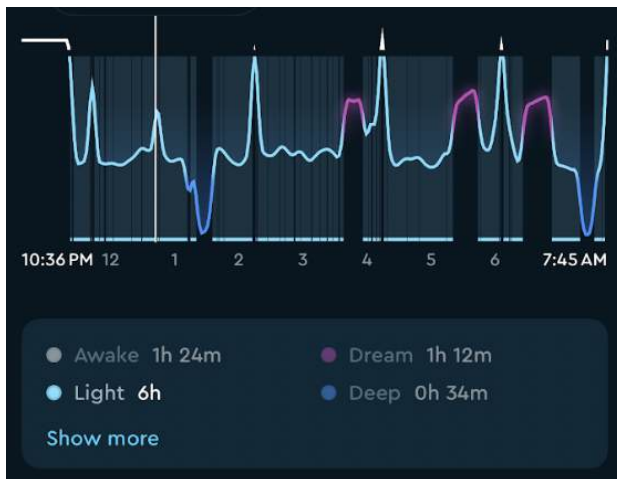 10:36 PM 12 1 2 3 4 5 6 7:45 AM
Awake 1h 24m
Dream 1h 12m
Light 6h
Deep 0h 34m
Show more